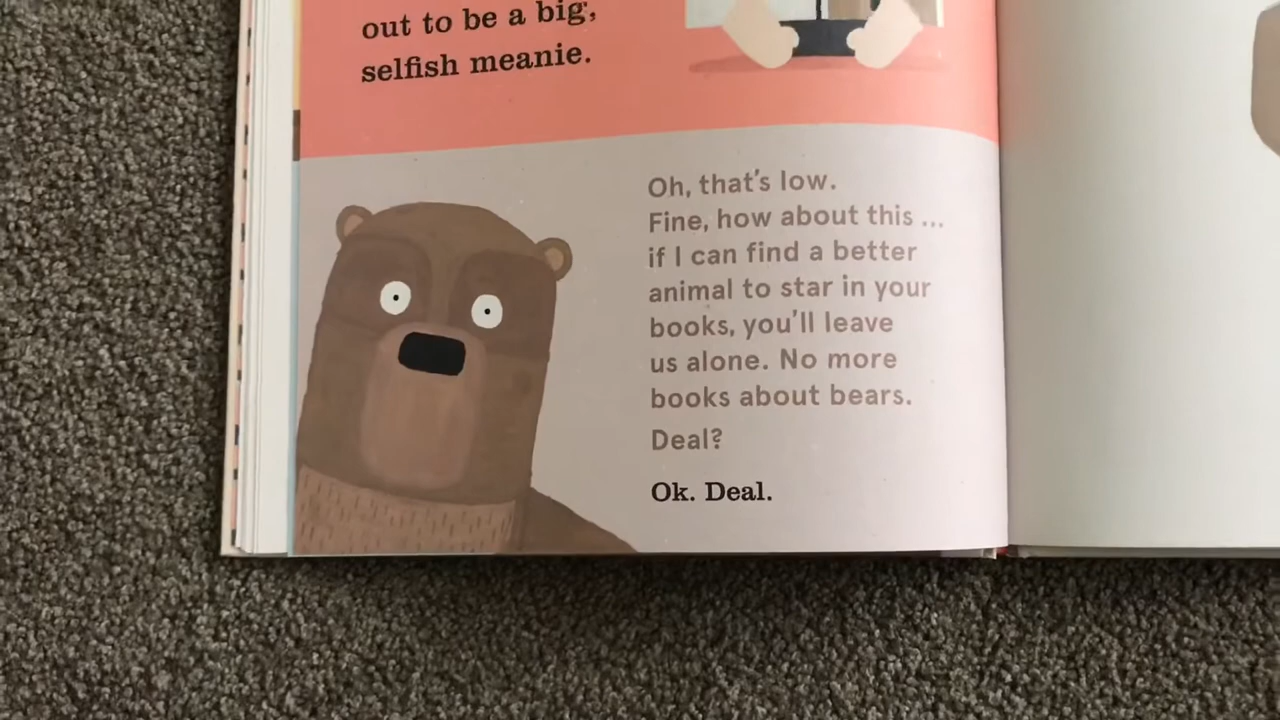 out to be a big,
selfish meanie.
Oh, that's low.
Fine, how about this ...
if I can find a better
animal to star in your
books, you'll leave
us alone. No more
books about bears.
Deal?
Ok. Deal.